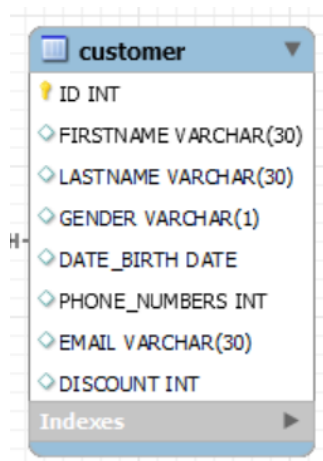 customer
ID INT
FIRSTNAME VARCHAR(30)
LASTNAME VARCHAR(30)
GENDER VARCHAR(1)
DATE_BIRTH DATE
PHONE_NUMBERS INT
EMAIL VARCHAR(30)
DISCOUNT INT
Indexes